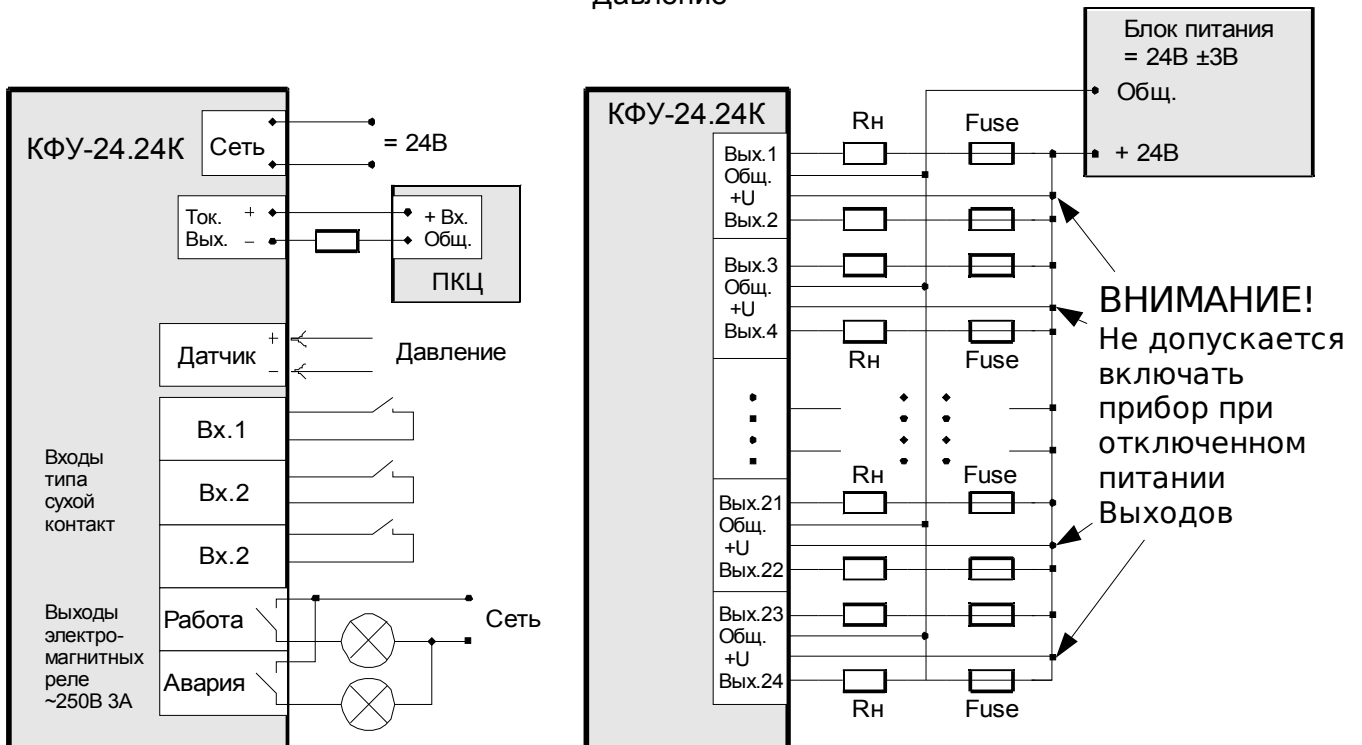 Давление
Блок питания
= 24В ±3В
Общ.
+ 24В
КФУ-24.24К
Сеть
= 24В
Ток. +
Вых. –
+ Вх.
Общ.
ПКЦ
Датчик
+
–
Давление
Входы
типа
сухой
контакт
Вх.1
Вх.2
Вх.2
Выходы
электро-
магнитных
реле
~250В 3А
Работа
Авария
Сеть
КФУ-24.24К
Rн
Fuse
Вых.1
Общ.
+U
Вых.2
Вых.3
Общ.
+U
Вых.4
Rн
Fuse
Rн
Fuse
Вых.21
Общ.
+U
Вых.22
Вых.23
Общ.
+U
Вых.24
Rн
Fuse
ВНИМАНИЕ!
Не допускается
включать
прибор при
отключенном
питании
Выходов